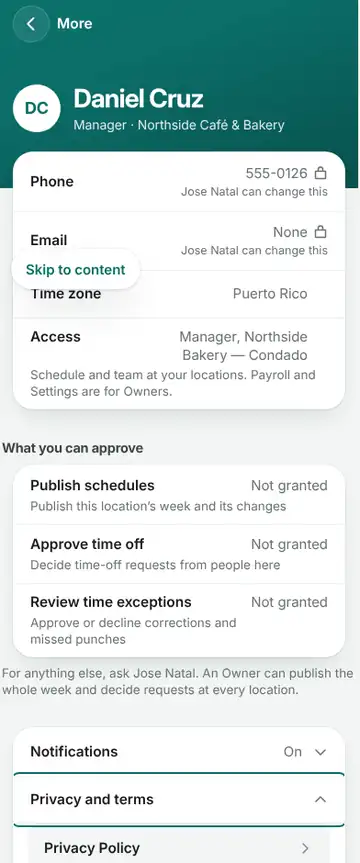 More
DC
Daniel Cruz
Manager · Northside Café & Bakery
Phone
555-0126
Jose Natal can change this
Email
None
Jose Natal can change this
Skip to content
Time zone
Puerto Rico
Access
Manager, Northside
Bakery — Condado
Schedule and team at your locations. Payroll and
Settings are for Owners.
What you can approve
Publish schedules
Not granted
Publish this location's week and its changes
Approve time off
Not granted
Decide time-off requests from people here
Review time exceptions
Not granted
Approve or decline corrections and
missed punches
For anything else, ask Jose Natal. An Owner can publish the
whole week and decide requests at every location.
Notifications
On
Privacy and terms
Privacy Policy